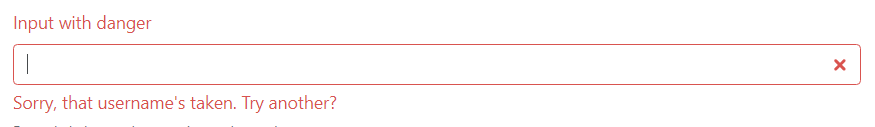 Input with danger
Sorry, that username's taken. Try another?